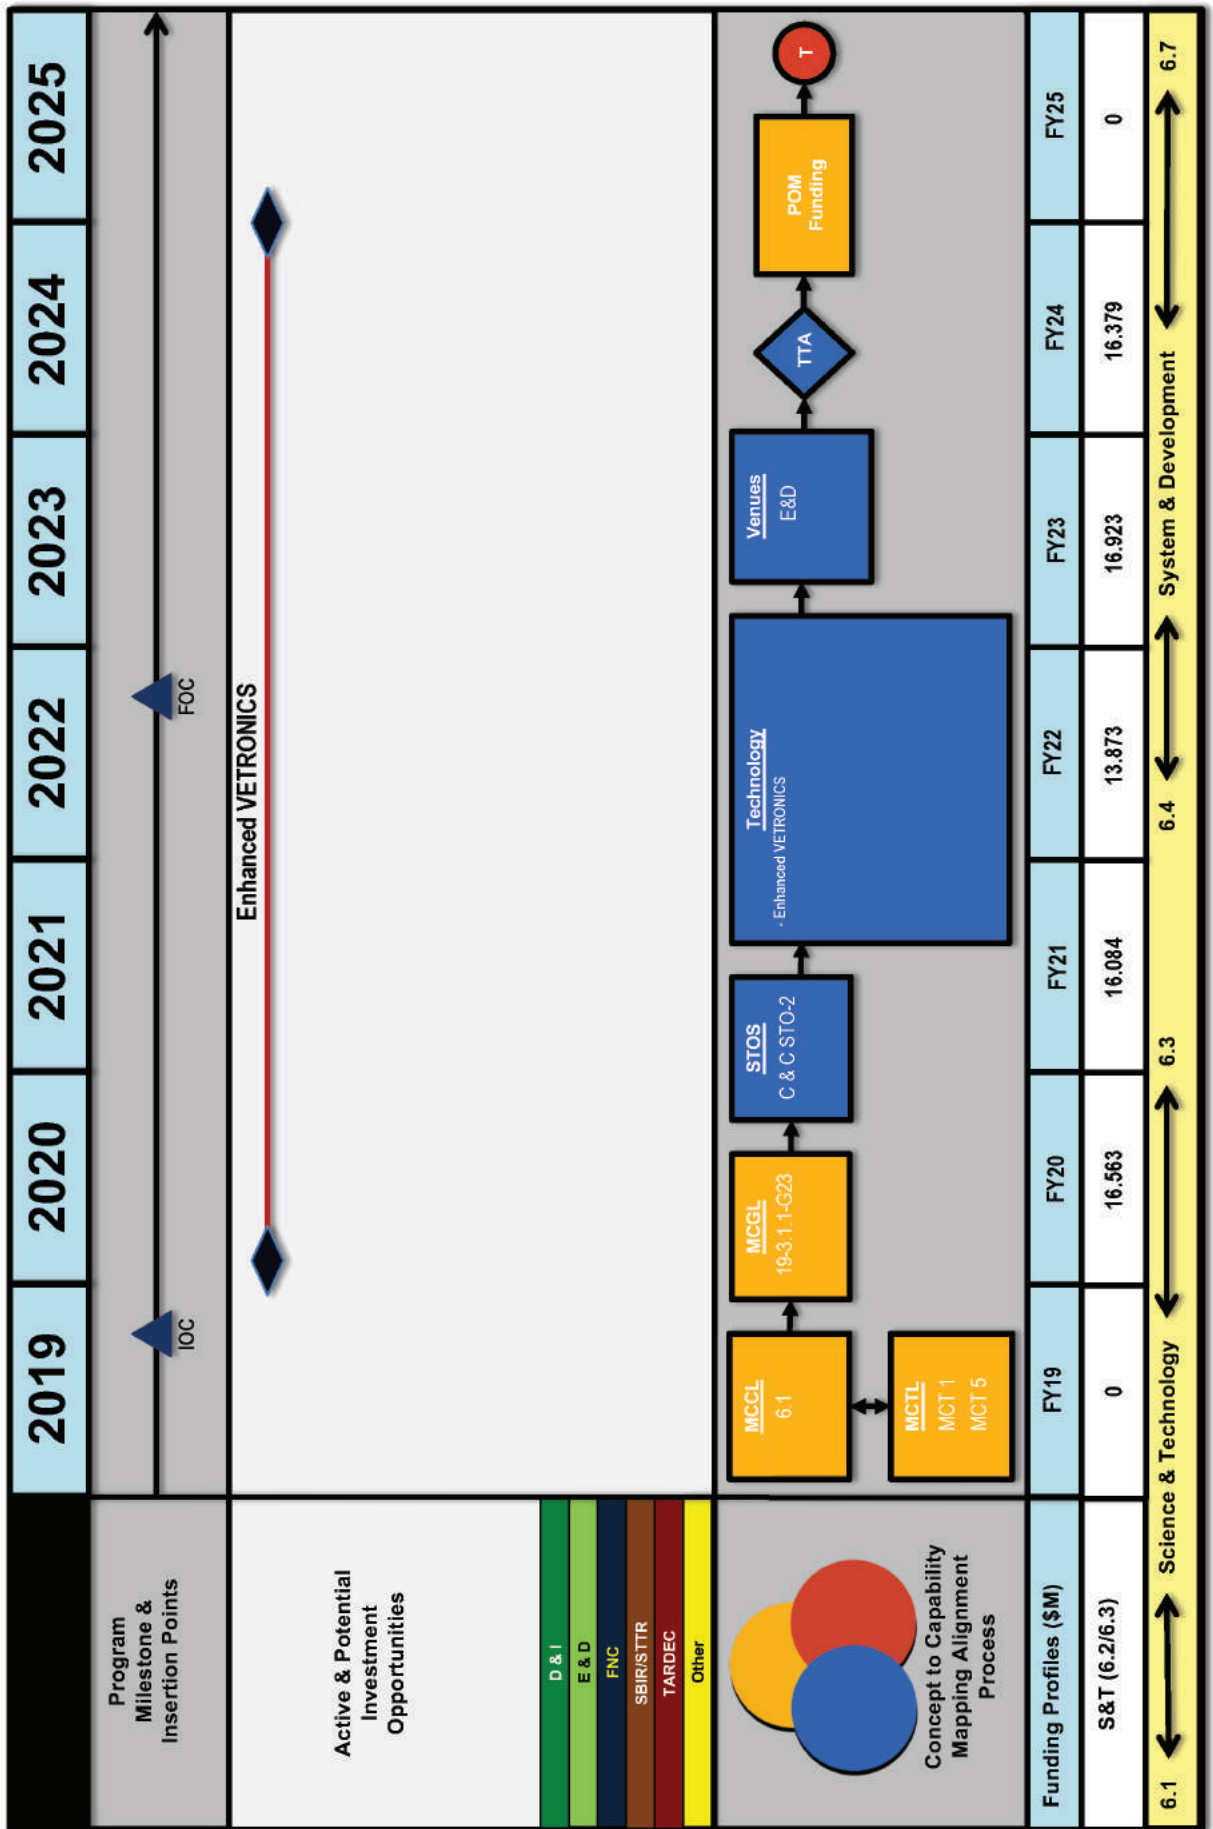 2019 2020 2021 2022 2023 2024 2025
Program
Milestone &
Insertion Points
IOC
FOC
Active & Potential
Investment
Opportunities
Enhanced VETRONICS
D & I
E & D
FNC
SBIR/STTR
TARDEC
Other
Concept to Capability
Mapping Alignment
Process
MCCL
6.1
MCTL
MCT 1
MCT 5
MCGL
19-3.1.1-G23
STOS
C & C STO-2
Technology
- Enhanced VETRONICS
Venues
E&D
TTA
POM
Funding
T
Funding Profiles ($M) FY19 FY20 FY21 FY22 FY23 FY24 FY25
S&T (6.2/6.3) 0 16.563 16.084 13.873 16.923 16.379 0
6.1 Science & Technology 6.3 6.4 System & Development 6.7